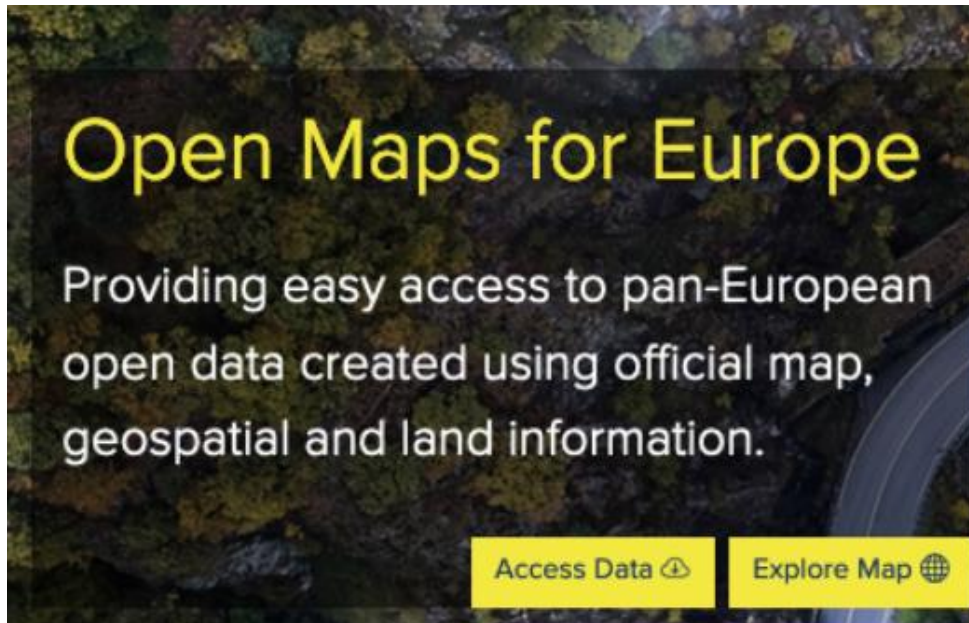 Open Maps for Europe
Providing easy access to pan-European
open data created using official map,
geospatial and land information.
Access Data
Explore Map